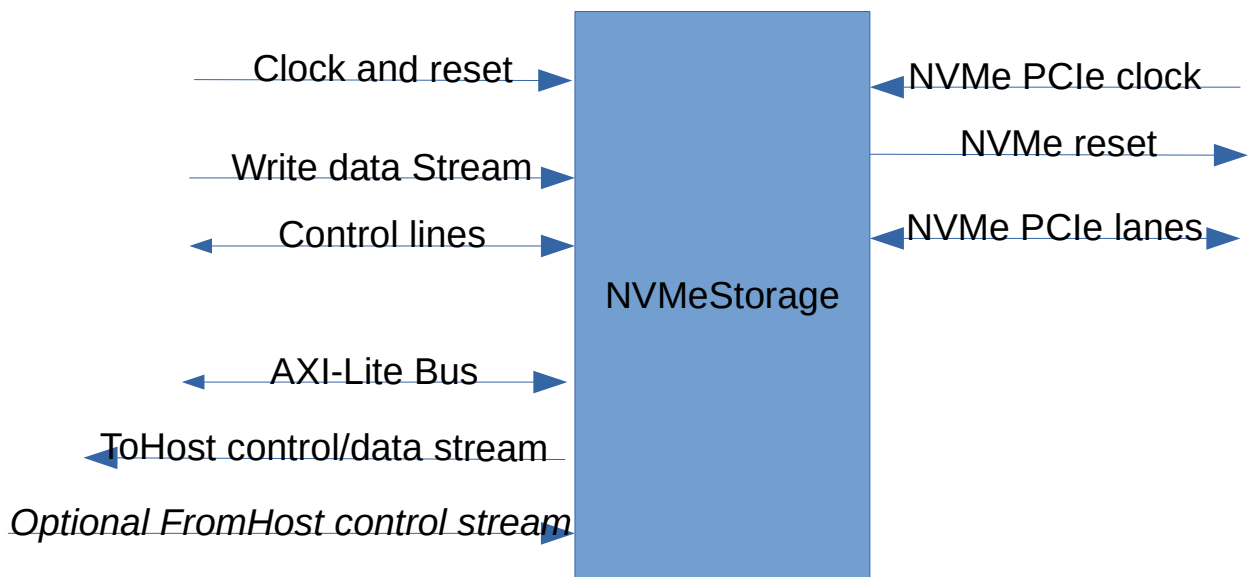 Clock and reset
Write data Stream
Control lines
AXI-Lite Bus
ToHost control/data stream
Optional FromHost control stream
NVMeStorage
NVMe PCIe clock
NVMe reset
NVMe PCIe lanes